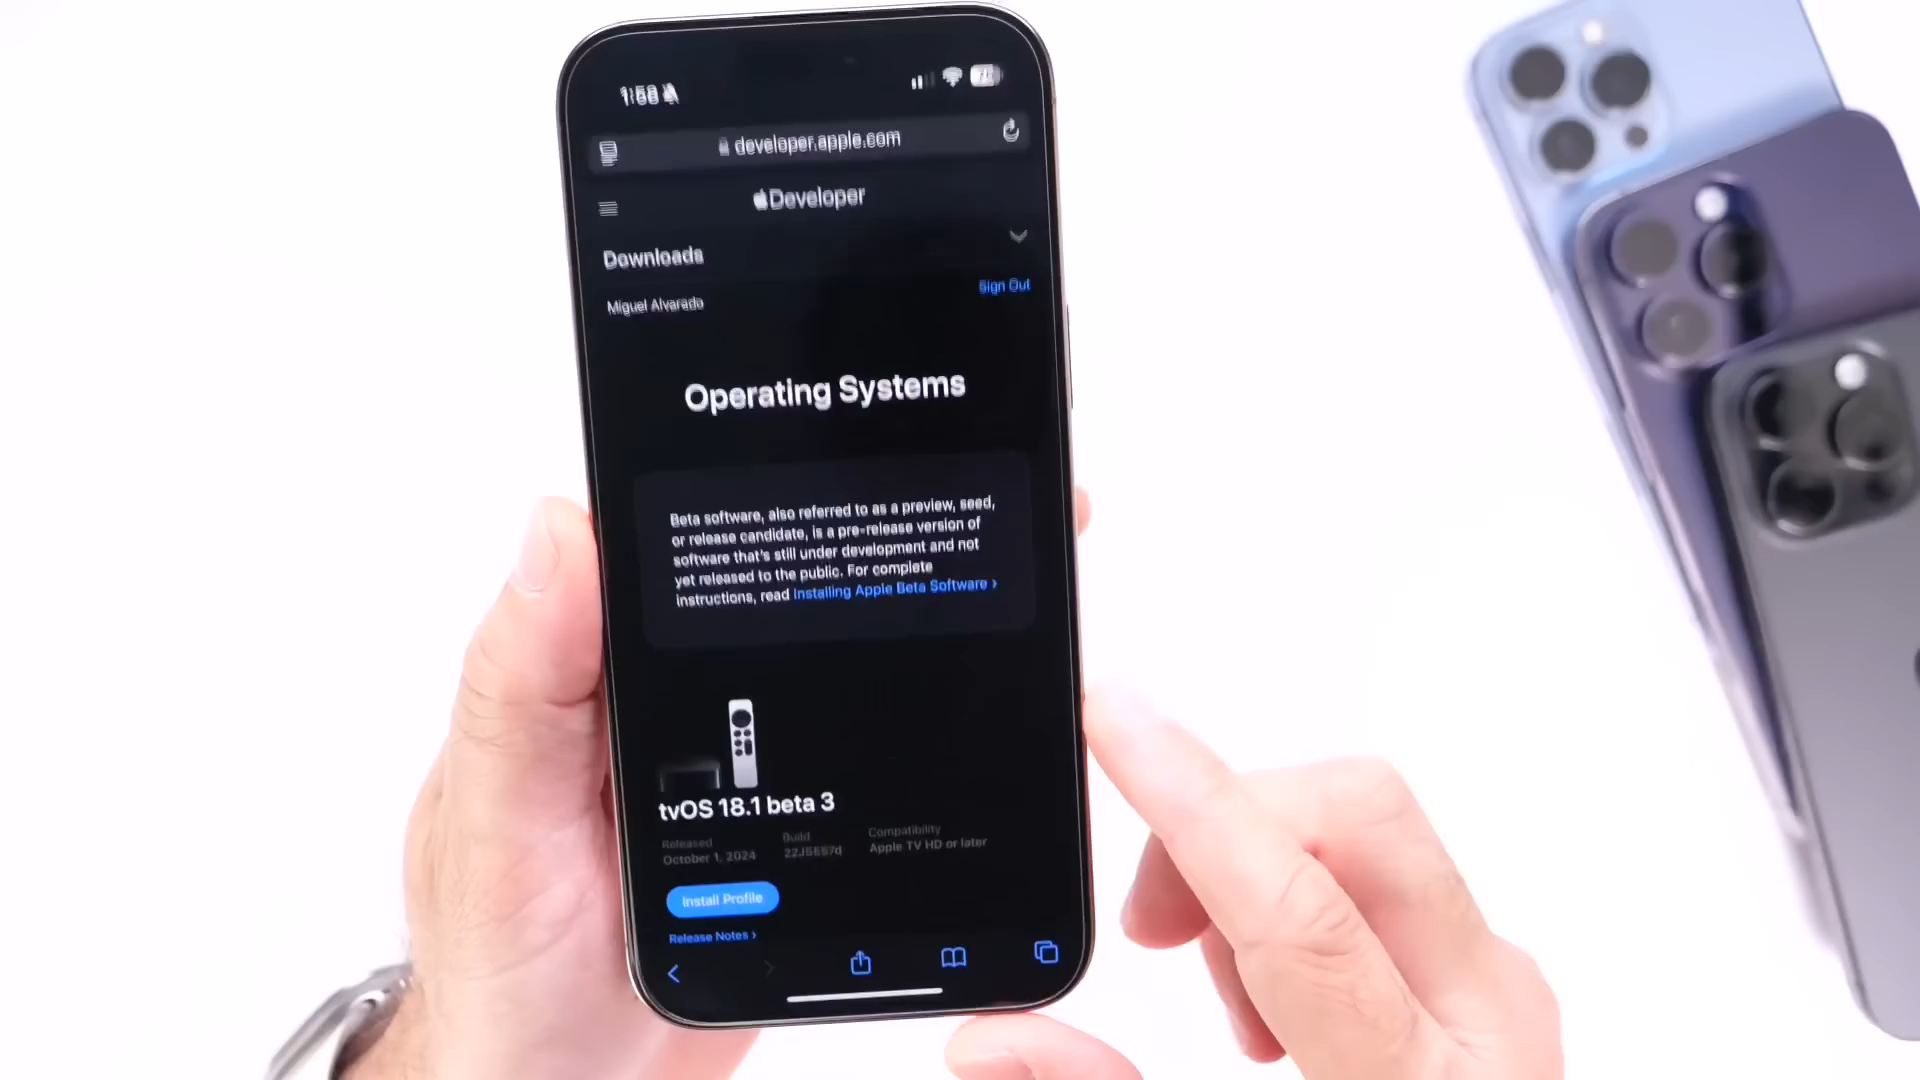 1:58
developer.apple.com
Developer
Downloads
Sign Out
Miguel Alvarado
Operating Systems
Beta software, also referred to as a preview, seed,
or release candidate, is a pre-release version of
software that's still under development and not
yet released to the public. For complete
instructions, read Installing Apple Beta Software ›
tvOS 18.1 beta 3
Released
Build
Compatibility
October 1, 2024
Apple TV HD or later
Install Profile
Release Notes ›